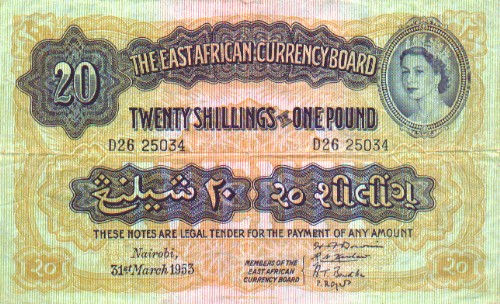 THE EAST AFRICAN CURRENCY BOARD
20
TWENTY SHILLINGS OR ONE POUND
D26 25034 D26 25034
شيلنغ ٢٠
૨૦ શીલીંગ
THESE NOTES ARE LEGAL TENDER FOR THE PAYMENT OF ANY AMOUNT
Nairobi,
31st March 1953
MEMBERS OF THE
EAST AFRICAN
CURRENCY BOARD
20 20